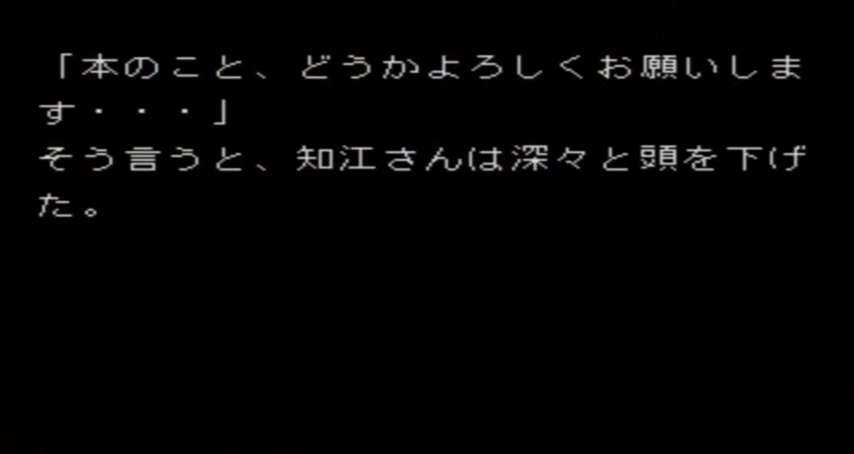 「本のこと、どうかよろしくお願いしま
す・・・」
そう言うと、知江さんは深々と頭を下げ
た。